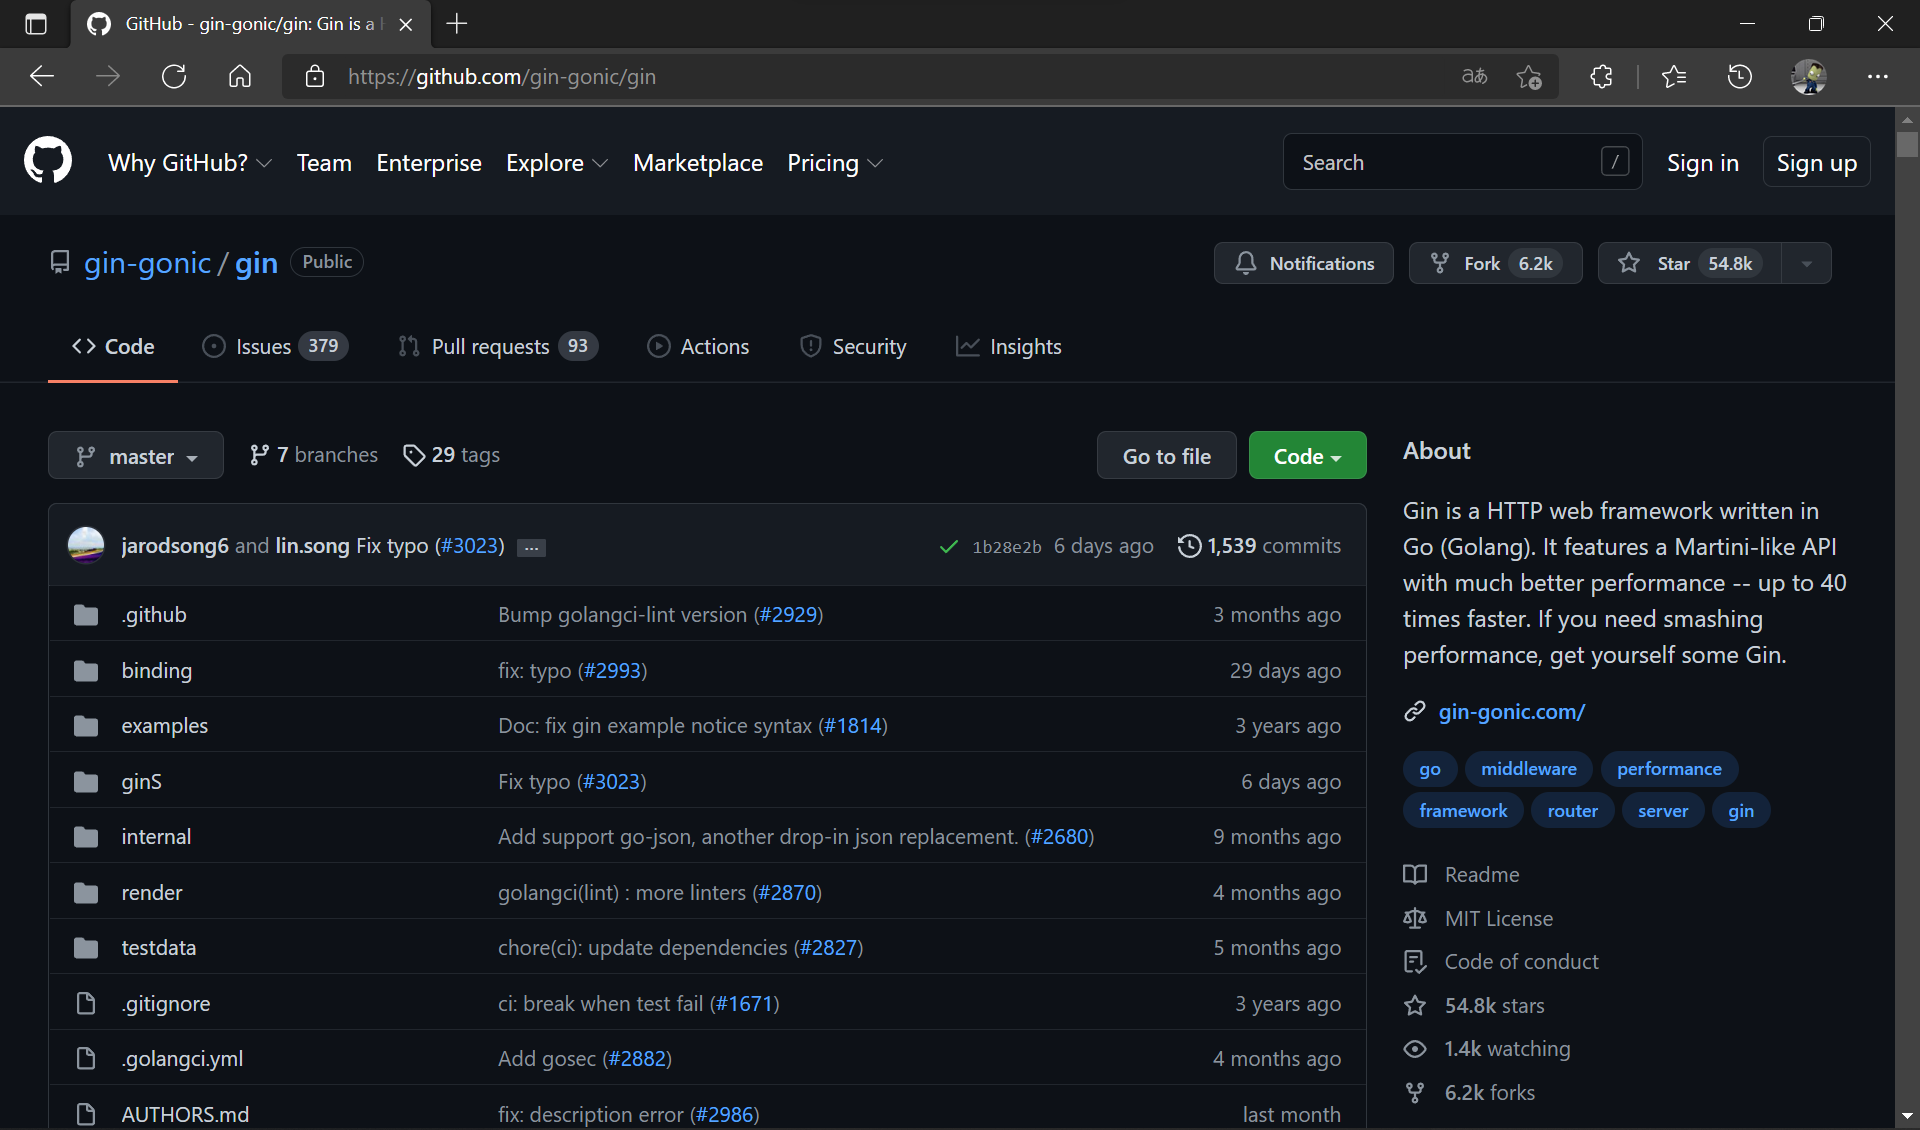 GitHub - gin-gonic/gin: Gin is a
https://github.com/gin-gonic/gin
aあ
Why GitHub? Team Enterprise Explore Marketplace Pricing Search / Sign in Sign up
gin-gonic / gin Public Notifications Fork 6.2k Star 54.8k
Code Issues 379 Pull requests 93 Actions Security Insights
master 7 branches 29 tags Go to file Code
jarodsong6 and lin.song Fix typo (#3023) ... 1b28e2b 6 days ago 1,539 commits
.github Bump golangci-lint version (#2929) 3 months ago
binding fix: typo (#2993) 29 days ago
examples Doc: fix gin example notice syntax (#1814) 3 years ago
ginS Fix typo (#3023) 6 days ago
internal Add support go-json, another drop-in json replacement. (#2680) 9 months ago
render golangci(lint) : more linters (#2870) 4 months ago
testdata chore(ci): update dependencies (#2827) 5 months ago
.gitignore ci: break when test fail (#1671) 3 years ago
.golangci.yml Add gosec (#2882) 4 months ago
AUTHORS.md fix: description error (#2986) last month
About
Gin is a HTTP web framework written in
Go (Golang). It features a Martini-like API
with much better performance -- up to 40
times faster. If you need smashing
performance, get yourself some Gin.
gin-gonic.com/
go middleware performance
framework router server gin
Readme
MIT License
Code of conduct
54.8k stars
1.4k watching
6.2k forks